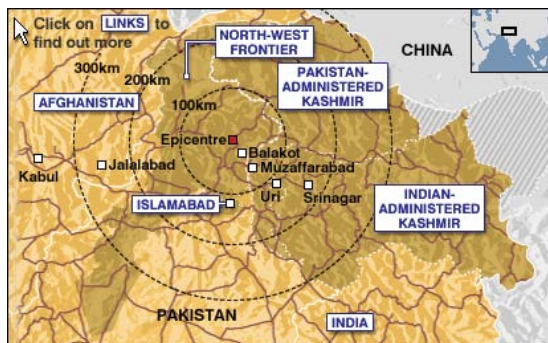 Click on LINKS to
find out more
NORTH-WEST
FRONTIER
CHINA
300km
200km
PAKISTAN-
ADMINISTERED
KASHMIR
AFGHANISTAN
100km
Epicentre
Balakot
Jalalabad
Muzaffarabad
Kabul
Uri
Srinagar
ISLAMABAD
INDIAN-
ADMINISTERED
KASHMIR
PAKISTAN
INDIA